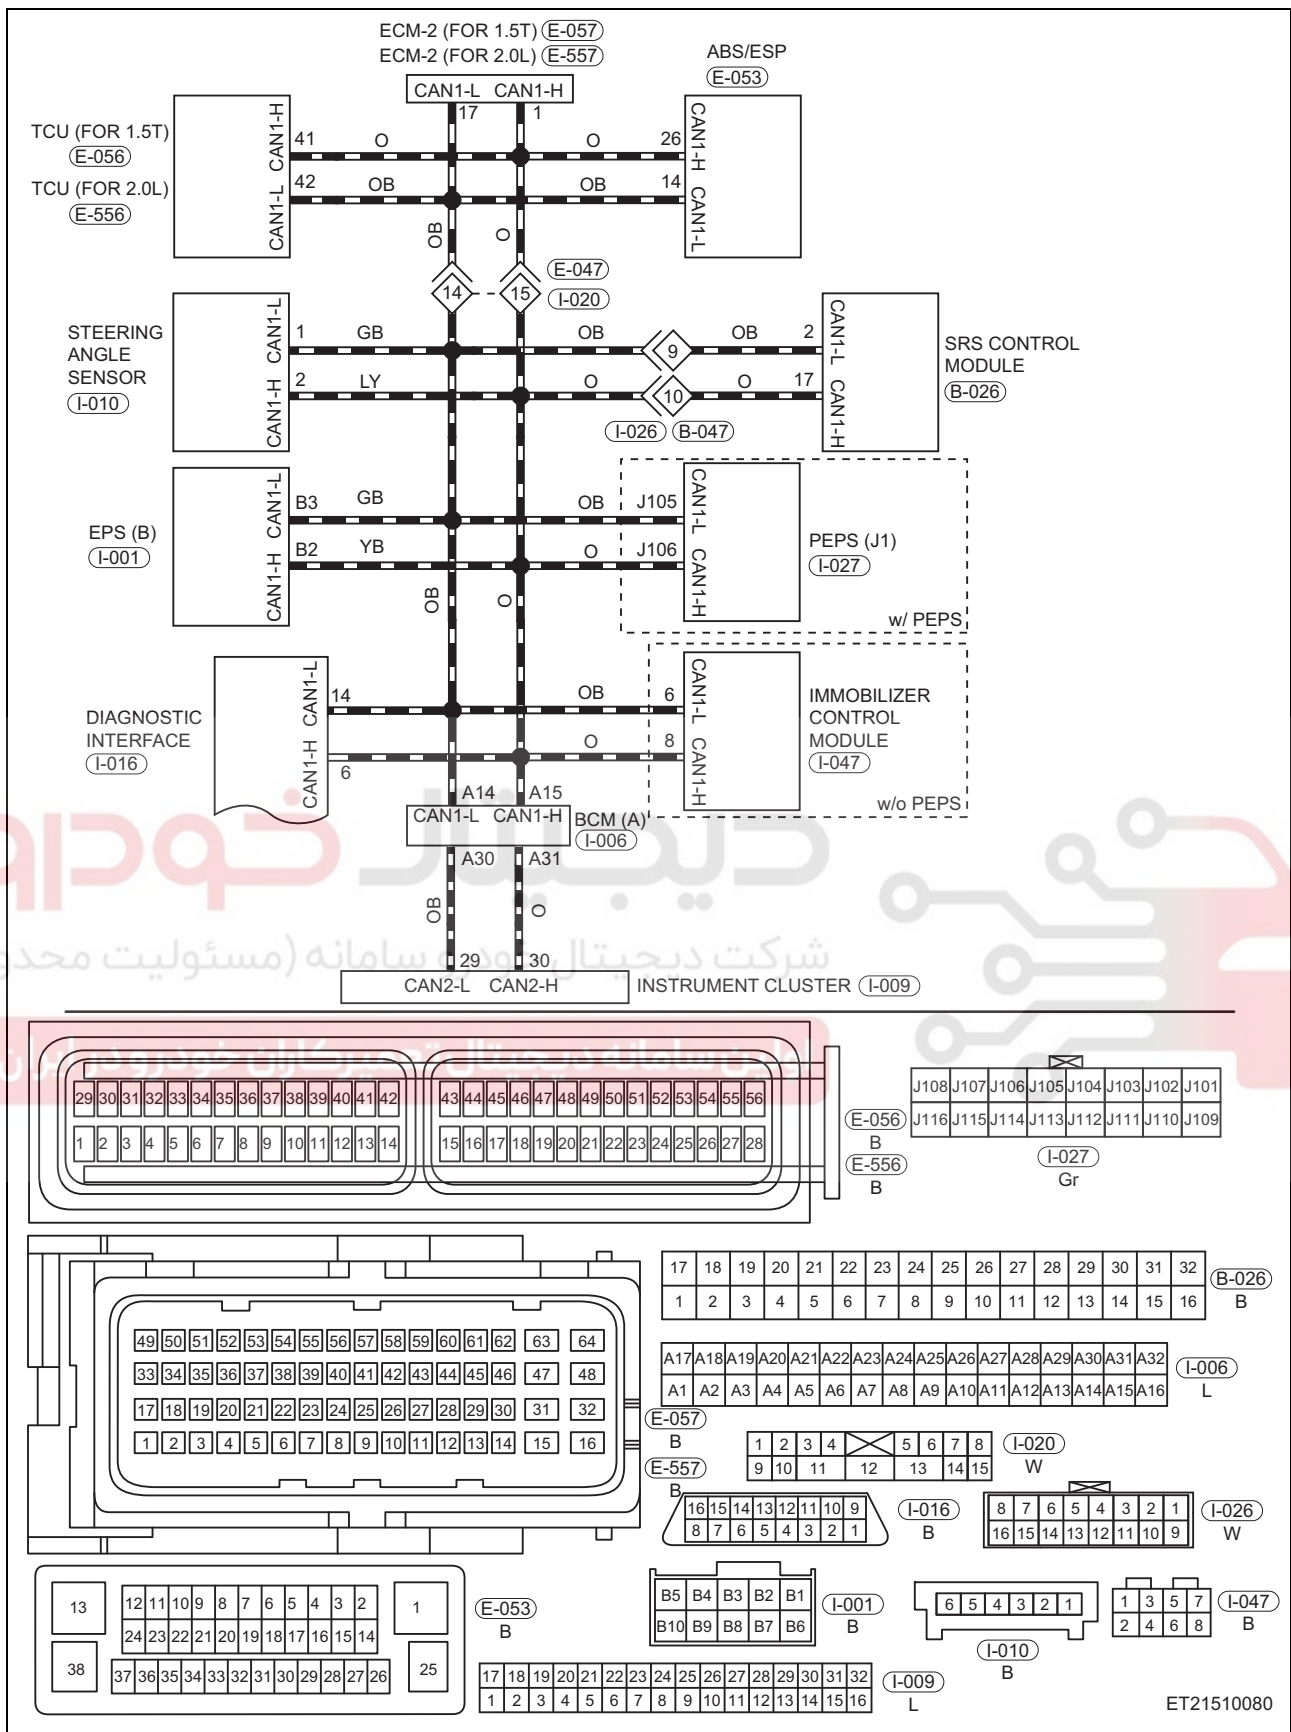 ECM-2 (FOR 1.5T) E-057
ECM-2 (FOR 2.0L) E-557
ABS/ESP
E-053
CAN1-L CAN1-H
17 1
TCU (FOR 1.5T)
E-056
TCU (FOR 2.0L)
E-556
CAN1-H
CAN1-L
41 O O 26
42 OB OB 14
CAN1-H
CAN1-L
OB O
E-047
14 15
I-020
STEERING
ANGLE
SENSOR
I-010
CAN1-L
CAN1-H
1 GB OB 9 OB 2
2 LY O 10 O 17
I-026 B-047
CAN1-L
CAN1-H
SRS CONTROL
MODULE
B-026
EPS (B)
I-001
CAN1-L
CAN1-H
B3 GB OB J105
B2 YB O J106
CAN1-L
CAN1-H
PEPS (J1)
I-027
w/ PEPS
OB O
DIAGNOSTIC
INTERFACE
I-016
CAN1-L
CAN1-H
14 OB 6
6 O 8
CAN1-L
CAN1-H
IMMOBILIZER
CONTROL
MODULE
I-047
w/o PEPS
A14 A15
CAN1-L CAN1-H
BCM (A)
I-006
A30 A31
OB O
29 30
CAN2-L CAN2-H
INSTRUMENT CLUSTER I-009
دیجیتال خودرو
شرکت دیجیتال خودرو سامانه (مسئولیت محدو
اولین سامانه دیجیتال تعمیرکاران خودرو در ایران
29 30 31 32 33 34 35 36 37 38 39 40 41 42 43 44 45 46 47 48 49 50 51 52 53 54 55 56
1 2 3 4 5 6 7 8 9 10 11 12 13 14 15 16 17 18 19 20 21 22 23 24 25 26 27 28
E-056
B
E-556
B
J108 J107 J106 J105 J104 J103 J102 J101
J116 J115 J114 J113 J112 J111 J110 J109
I-027
Gr
49 50 51 52 53 54 55 56 57 58 59 60 61 62 63 64
33 34 35 36 37 38 39 40 41 42 43 44 45 46 47 48
17 18 19 20 21 22 23 24 25 26 27 28 29 30 31 32
1 2 3 4 5 6 7 8 9 10 11 12 13 14 15 16
E-057
B
E-557
B
17 18 19 20 21 22 23 24 25 26 27 28 29 30 31 32
1 2 3 4 5 6 7 8 9 10 11 12 13 14 15 16
B-026
B
A17 A18 A19 A20 A21 A22 A23 A24 A25 A26 A27 A28 A29 A30 A31 A32
A1 A2 A3 A4 A5 A6 A7 A8 A9 A10 A11 A12 A13 A14 A15 A16
I-006
L
1 2 3 4 5 6 7 8
9 10 11 12 13 14 15
I-020
W
16 15 14 13 12 11 10 9
8 7 6 5 4 3 2 1
I-016
B
8 7 6 5 4 3 2 1
16 15 14 13 12 11 10 9
I-026
W
13
12 11 10 9 8 7 6 5 4 3 2
1
24 23 22 21 20 19 18 17 16 15 14
38
37 36 35 34 33 32 31 30 29 28 27 26
25
E-053
B
B5 B4 B3 B2 B1
B10 B9 B8 B7 B6
I-001
B
6 5 4 3 2 1
I-010
B
1 3 5 7
2 4 6 8
I-047
B
17 18 19 20 21 22 23 24 25 26 27 28 29 30 31 32
1 2 3 4 5 6 7 8 9 10 11 12 13 14 15 16
I-009
L
ET21510080